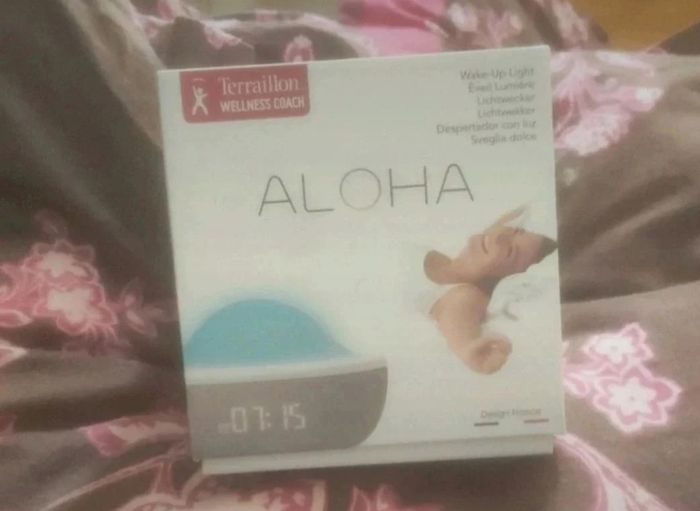 Terraillon
WELLNESS COACH
Wake-Up Light
Éveil Lumière
Lichtwecker
Lichtwekker
Despertador con luz
Sveglia dolce
ALOHA
07:15
Design France